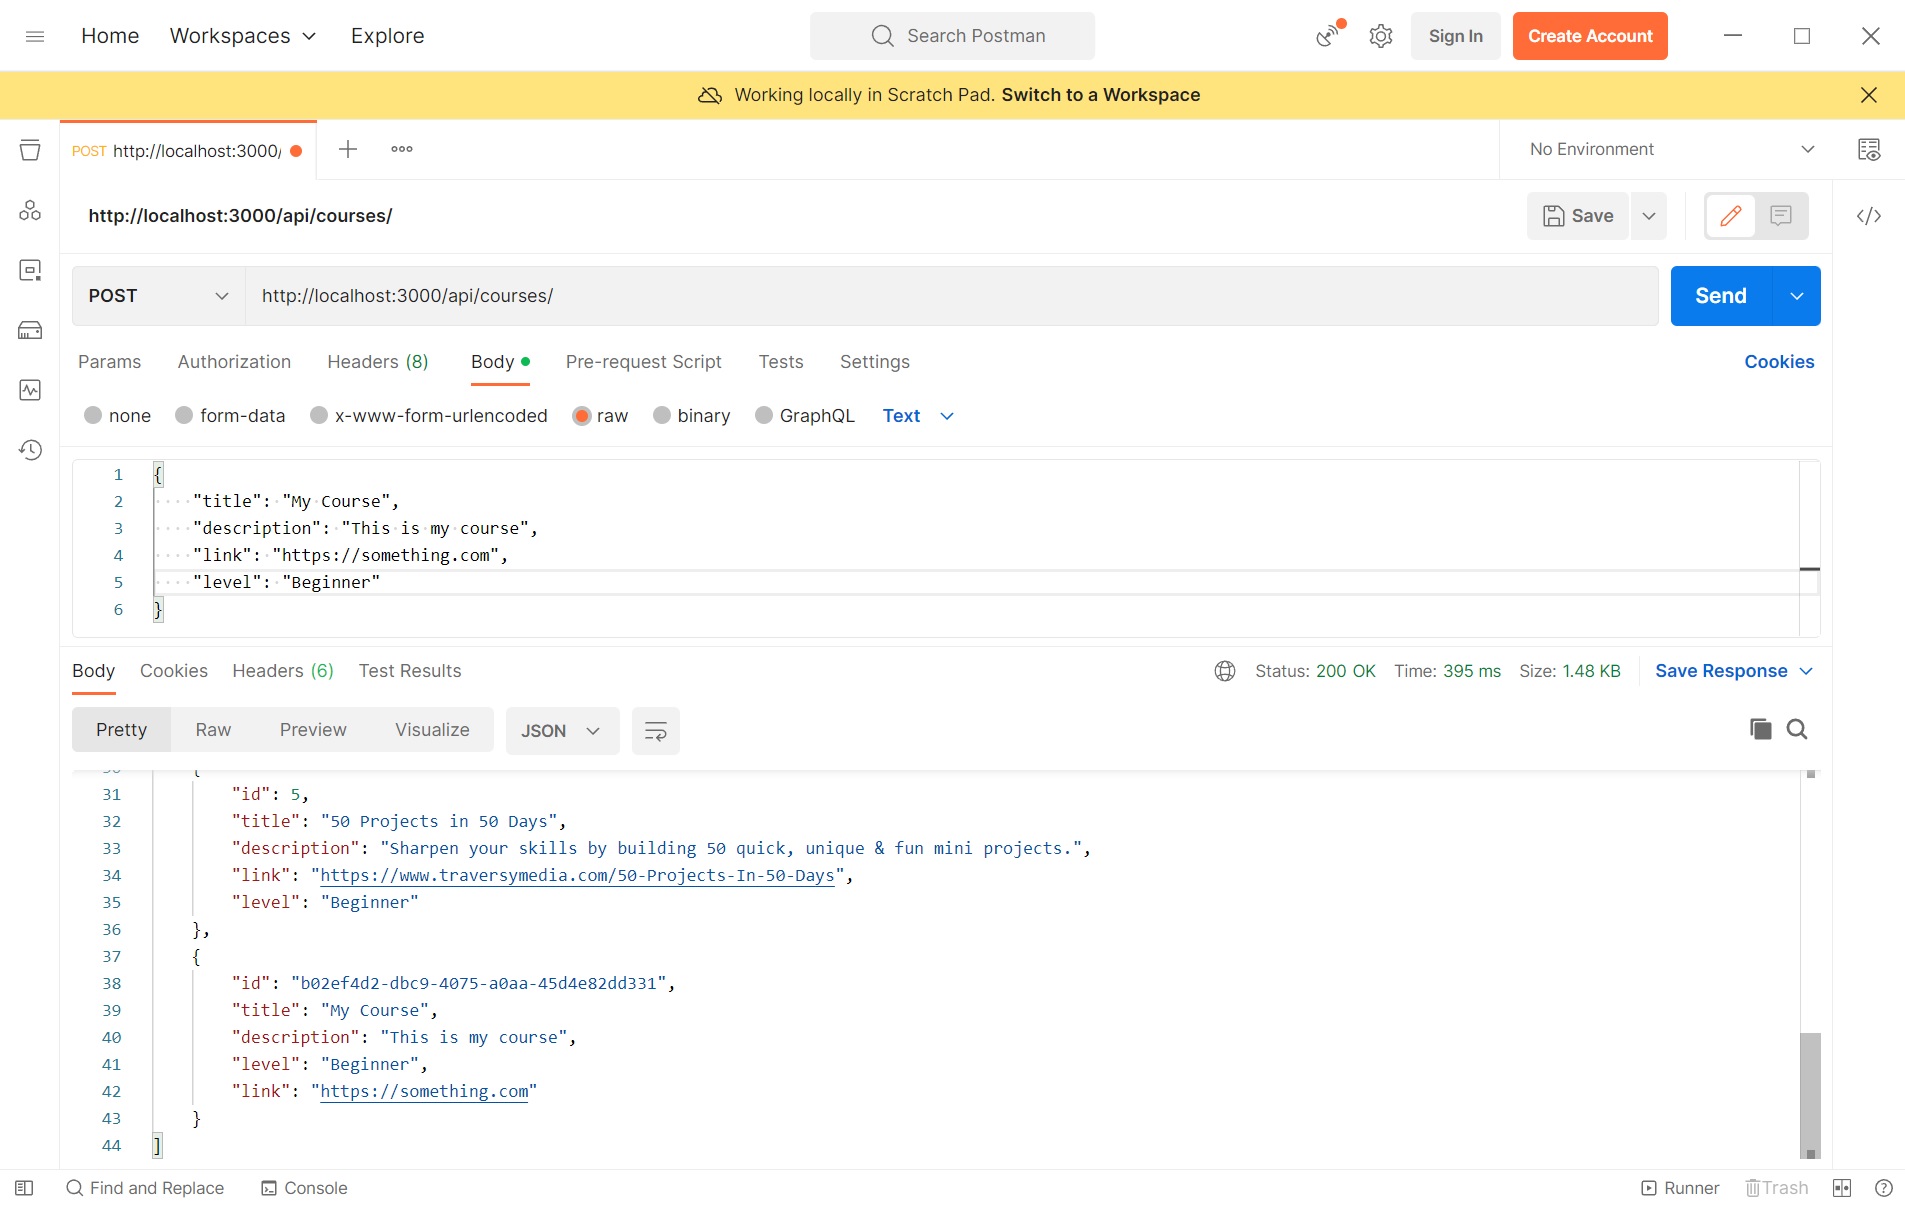 Home Workspaces Explore Search Postman Sign In Create Account
Working locally in Scratch Pad. Switch to a Workspace
POST http://localhost:3000/ No Environment
http://localhost:3000/api/courses/ Save
POST http://localhost:3000/api/courses/ Send
Params Authorization Headers (8) Body Pre-request Script Tests Settings Cookies
none form-data x-www-form-urlencoded raw binary GraphQL Text
1 {
2 "title": "My Course",
3 "description": "This is my course",
4 "link": "https://something.com",
5 "level": "Beginner"
6 }
Body Cookies Headers (6) Test Results Status: 200 OK Time: 395 ms Size: 1.48 KB Save Response
Pretty Raw Preview Visualize JSON
31 "id": 5,
32 "title": "50 Projects in 50 Days",
33 "description": "Sharpen your skills by building 50 quick, unique & fun mini projects.",
34 "link": "https://www.traversymedia.com/50-Projects-In-50-Days",
35 "level": "Beginner"
36 },
37 {
38 "id": "b02ef4d2-dbc9-4075-a0aa-45d4e82dd331",
39 "title": "My Course",
40 "description": "This is my course",
41 "level": "Beginner",
42 "link": "https://something.com"
43 }
44 ]
Find and Replace Console Runner Trash